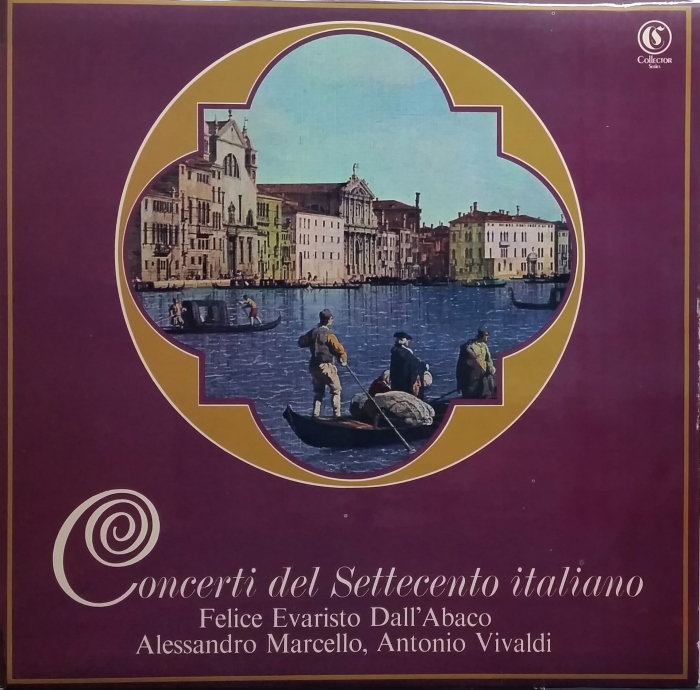 Collector
Series
Concerti del Settecento italiano
Felice Evaristo Dall'Abaco
Alessandro Marcello, Antonio Vivaldi